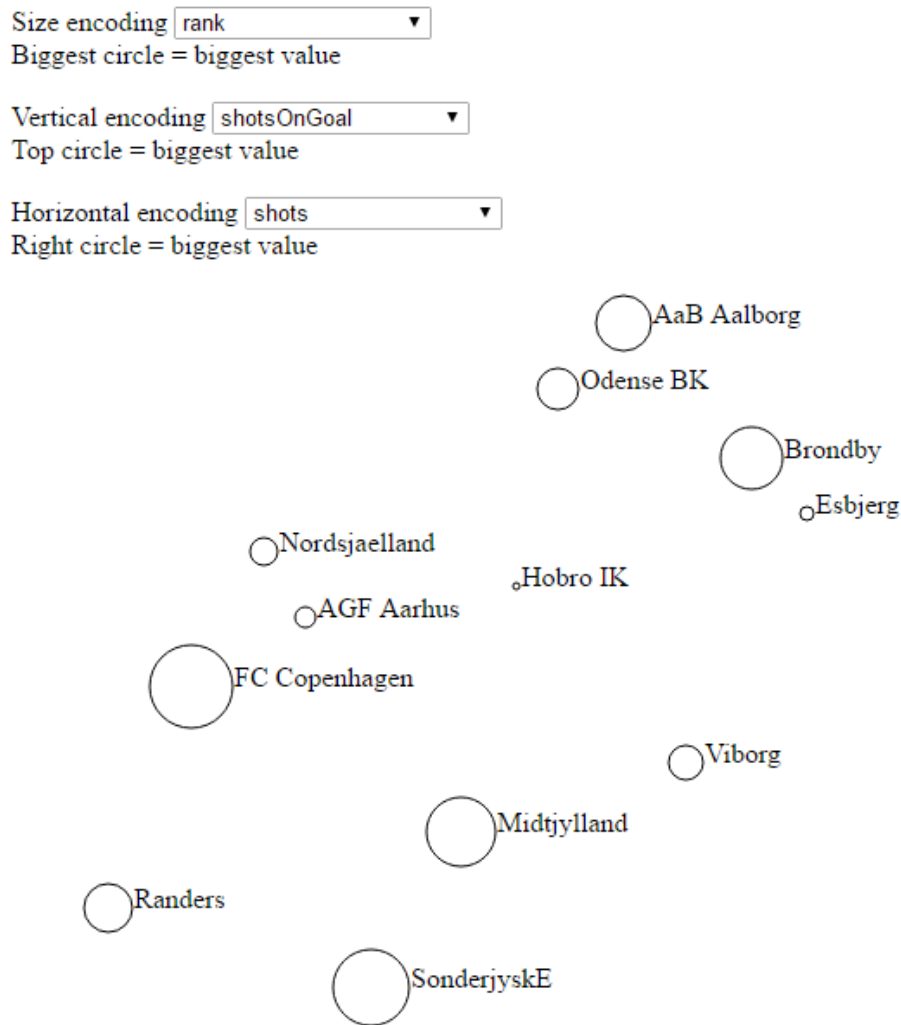 Size encoding rank
Biggest circle = biggest value
Vertical encoding shotsOnGoal
Top circle = biggest value
Horizontal encoding shots
Right circle = biggest value
AaB Aalborg
Odense BK
Brondby
Esbjerg
Nordsjaelland
Hobro IK
AGF Aarhus
FC Copenhagen
Viborg
Midtjylland
Randers
SonderjyskE